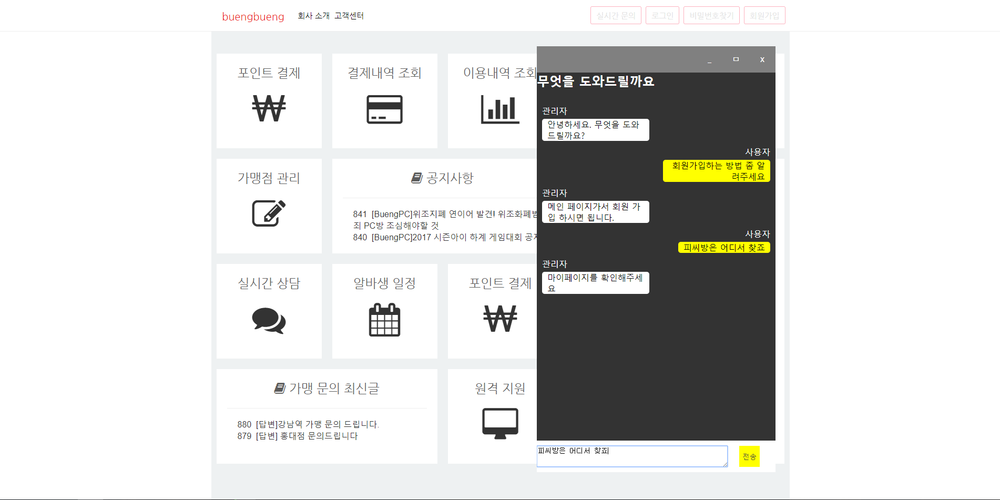 buengbueng 회사 소개 고객센터 실시간 문의 로그인 비밀번호찾기 회원가입
포인트 결제
결제내역 조회
이용내역 조회
가맹점 관리
공지사항
841 [BuengPC]위조지폐 연이어 발견! 위조화폐범
죄 PC방 조심해야할 것
840 [BuengPC]2017 시즌아이 하계 게임대회 공지
실시간 상담
알바생 일정
포인트 결제
가맹 문의 최신글
880 [답변]강남역 가맹 문의 드립니다.
879 [답변] 홍대점 문의드립니다
원격 지원
_ ㅁ x
무엇을 도와드릴까요
관리자
안녕하세요. 무엇을 도와
드릴까요?
사용자
회원가입하는 방법 좀 알
려주세요
관리자
메인 페이지가서 회원 가
입 하시면 됩니다.
사용자
피씨방은 어디서 찾죠
관리자
마이페이지를 확인해주세
요
피씨방은 어디서 찾죠
전송